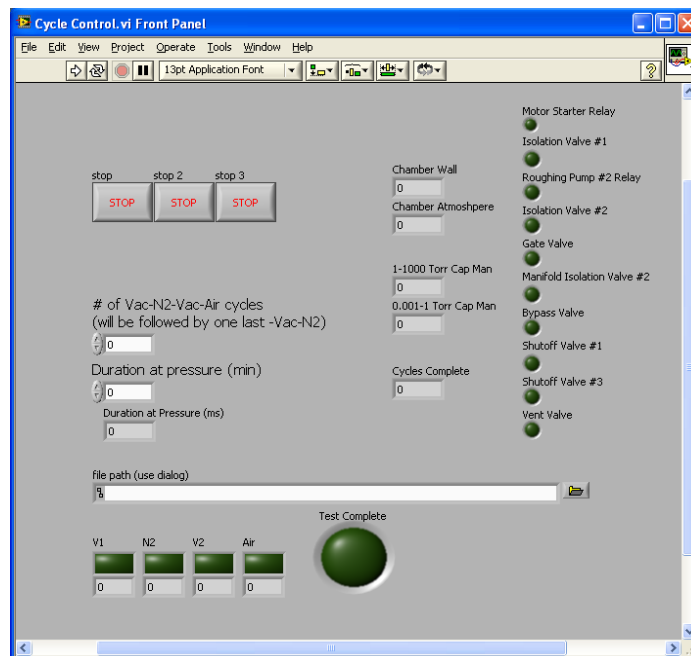 Cycle Control.vi Front Panel
File Edit View Project Operate Tools Window Help
13pt Application Font
?
Motor Starter Relay
Isolation Valve #1
stop stop 2 stop 3
STOP STOP STOP
Chamber Wall
0
Roughing Pump #2 Relay
Chamber Atmoshpere
0
Isolation Valve #2
Gate Valve
1-1000 Torr Cap Man
0
Manifold Isolation Valve #2
# of Vac-N2-Vac-Air cycles
(will be followed by one last -Vac-N2)
0
0.001-1 Torr Cap Man
0
Bypass Valve
Shutoff Valve #1
Duration at pressure (min)
0
Cycles Complete
0
Shutoff Valve #3
Duration at Pressure (ms)
0
Vent Valve
file path (use dialog)
Test Complete
V1 N2 V2 Air
0 0 0 0